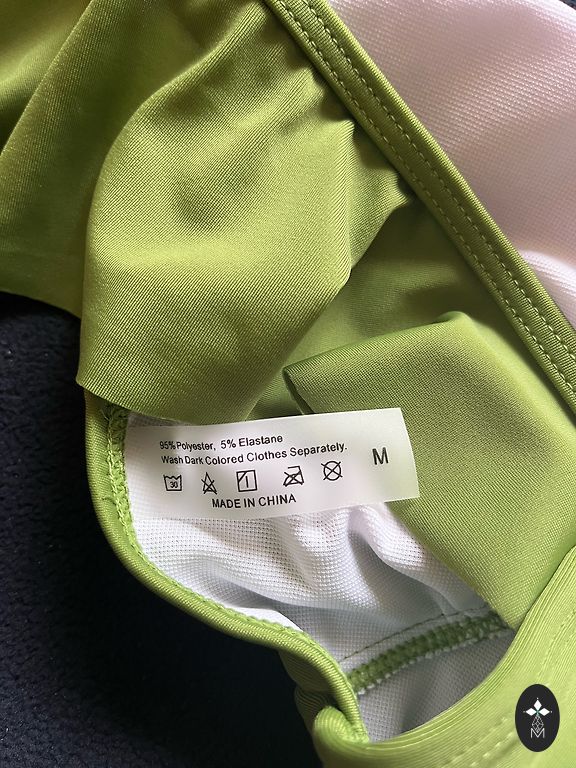 95%Polyester, 5% Elastane
Wash Dark Colored Clothes Separately.
M
30
MADE IN CHINA
M